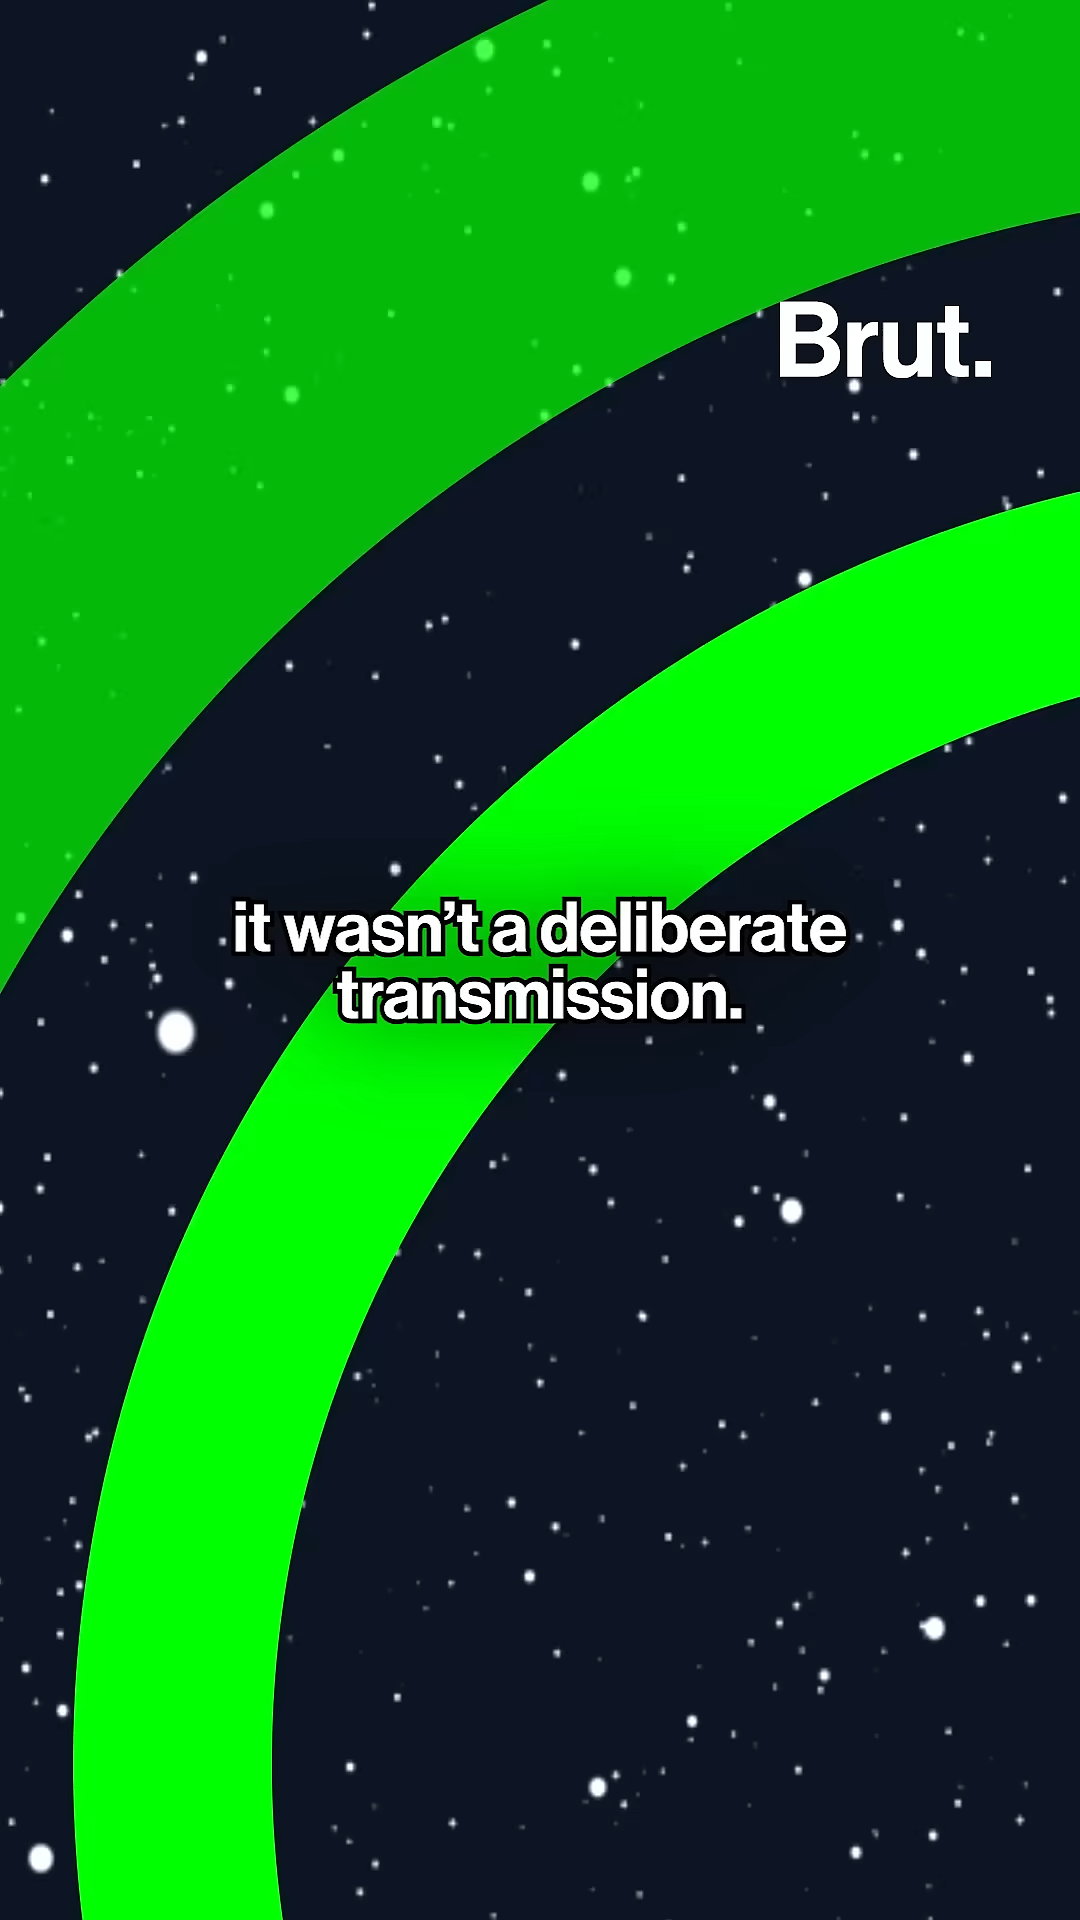 Brut.
it wasn’t a deliberate
transmission.